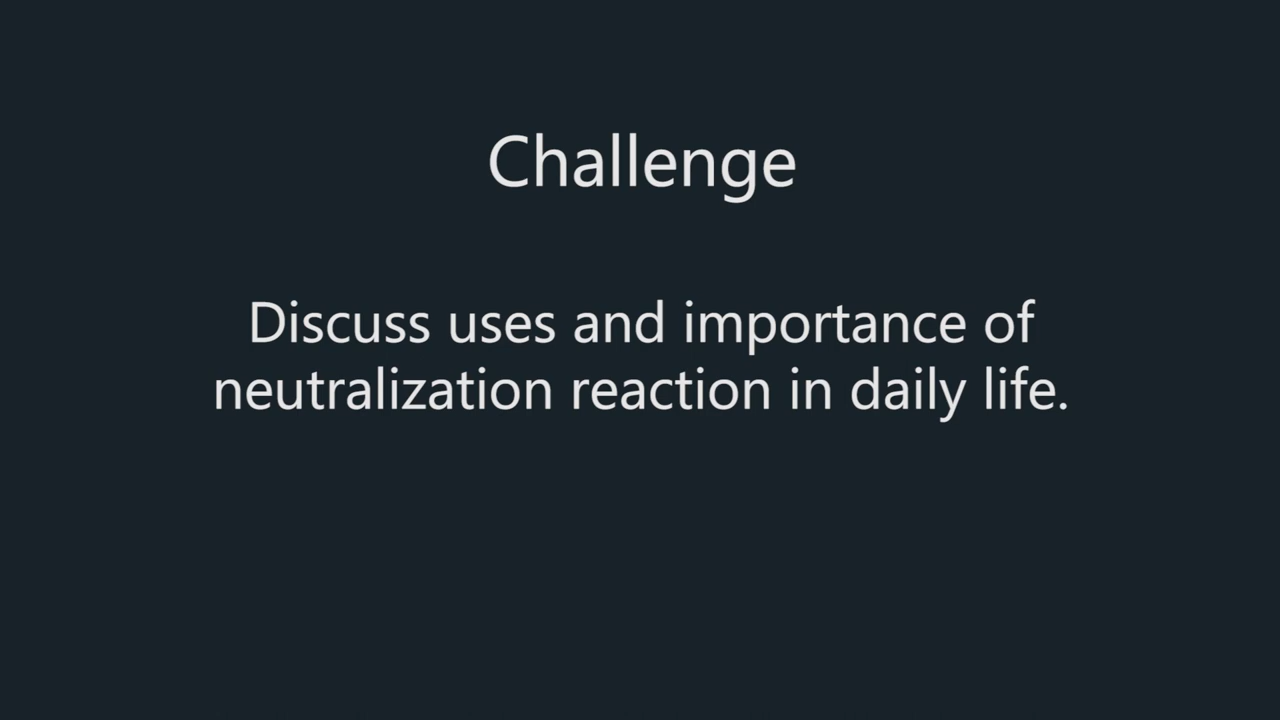 Challenge
Discuss uses and importance of
neutralization reaction in daily life.